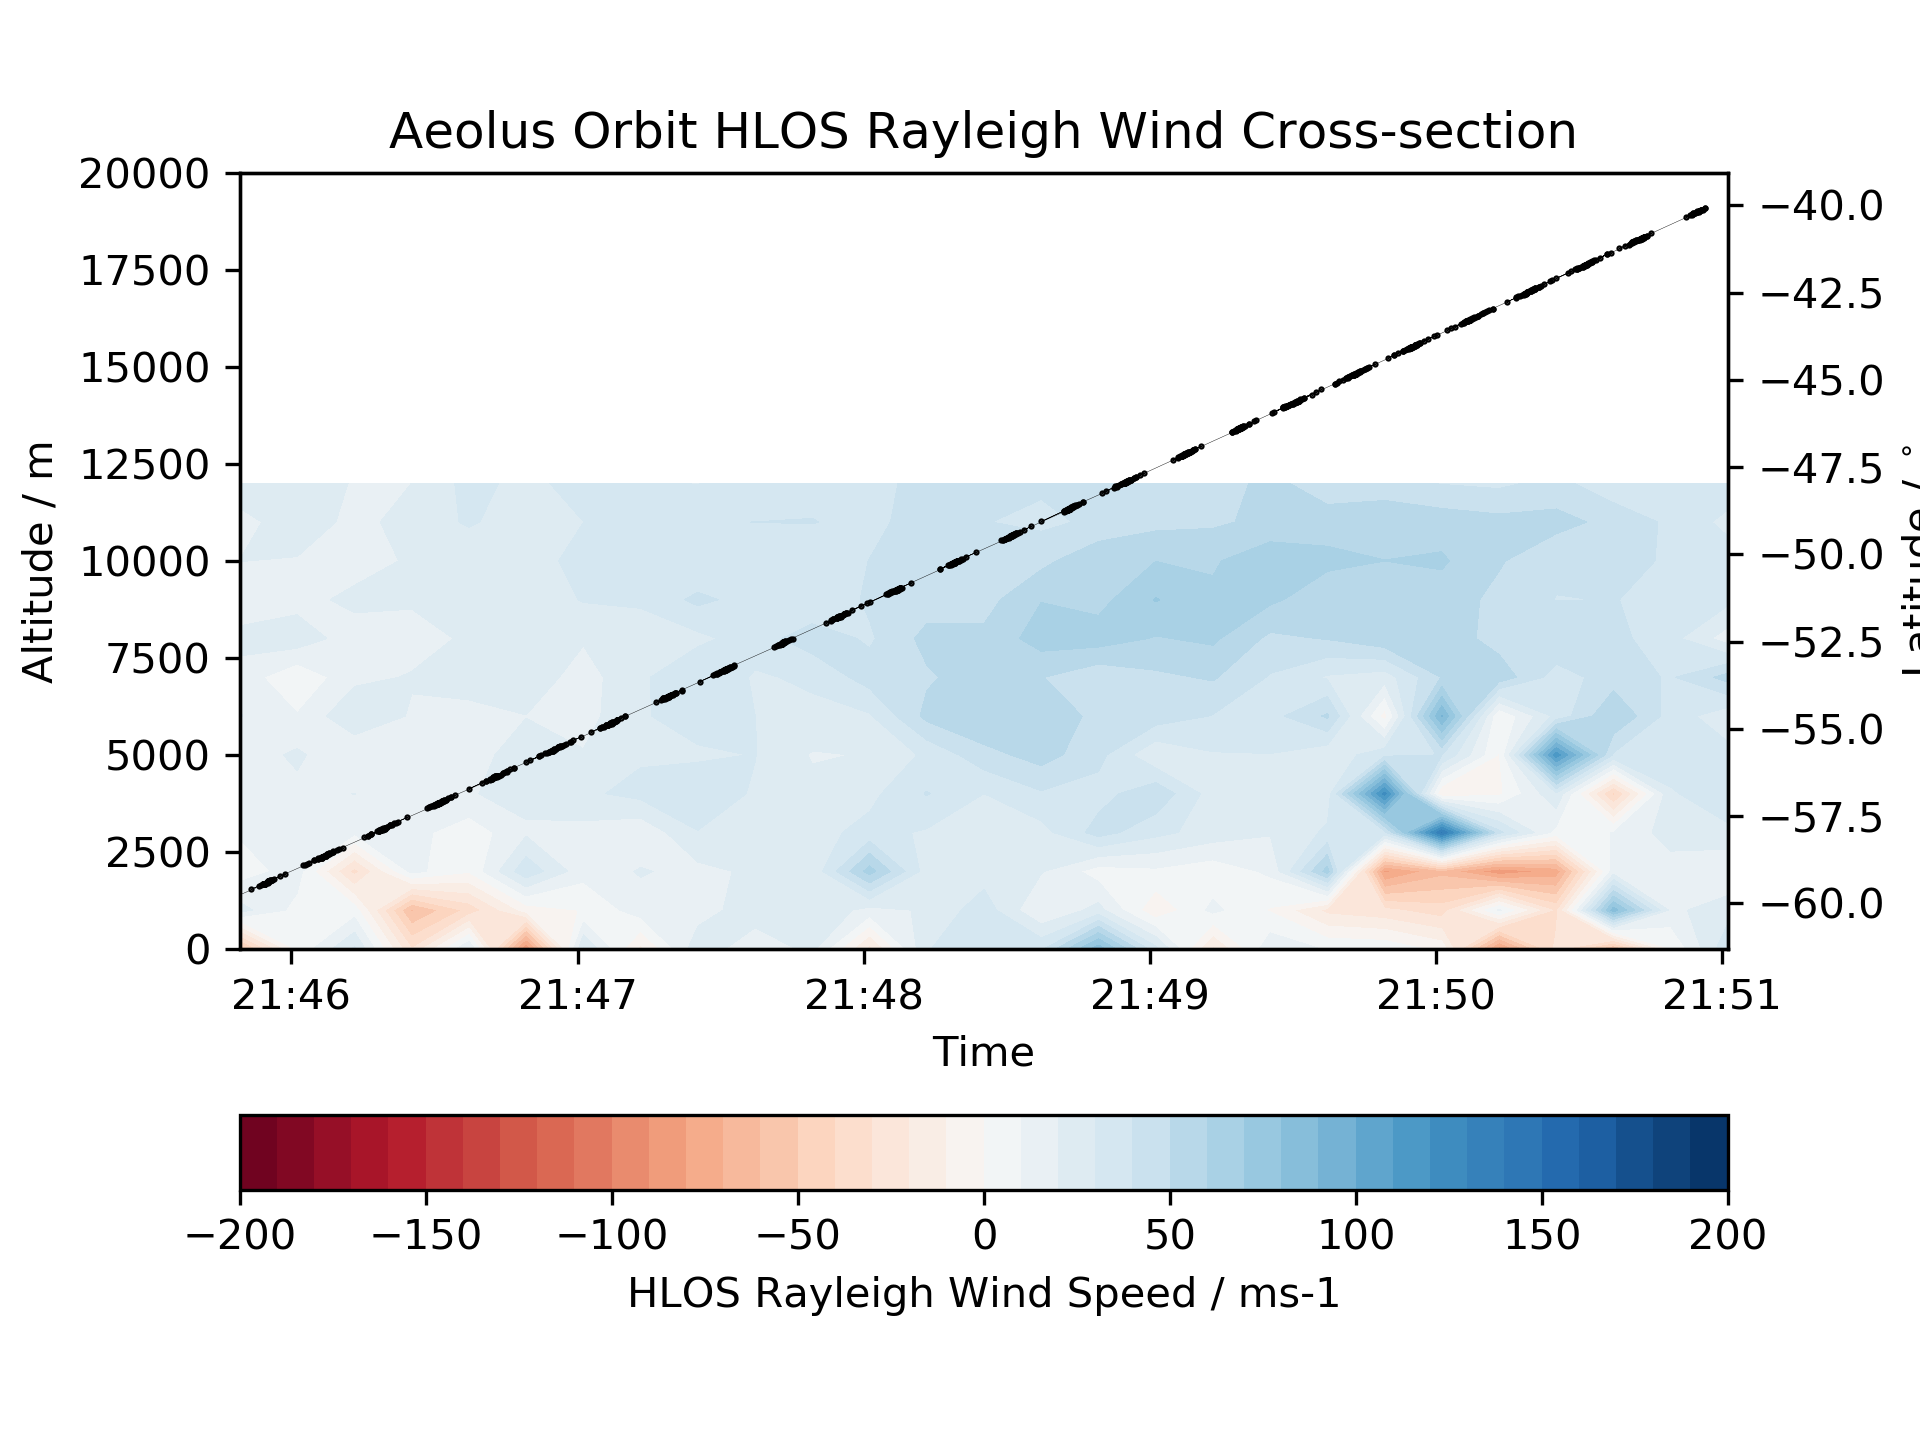 Aeolus Orbit HLOS Rayleigh Wind Cross-section
20000
17500
15000
12500
10000
7500
5000
2500
0
Altitude / m
−40.0
−42.5
−45.0
−47.5
−50.0
−52.5
−55.0
−57.5
−60.0
Latitude / °
21:46 21:47 21:48 21:49 21:50 21:51
Time
−200 −150 −100 −50 0 50 100 150 200
HLOS Rayleigh Wind Speed / ms-1